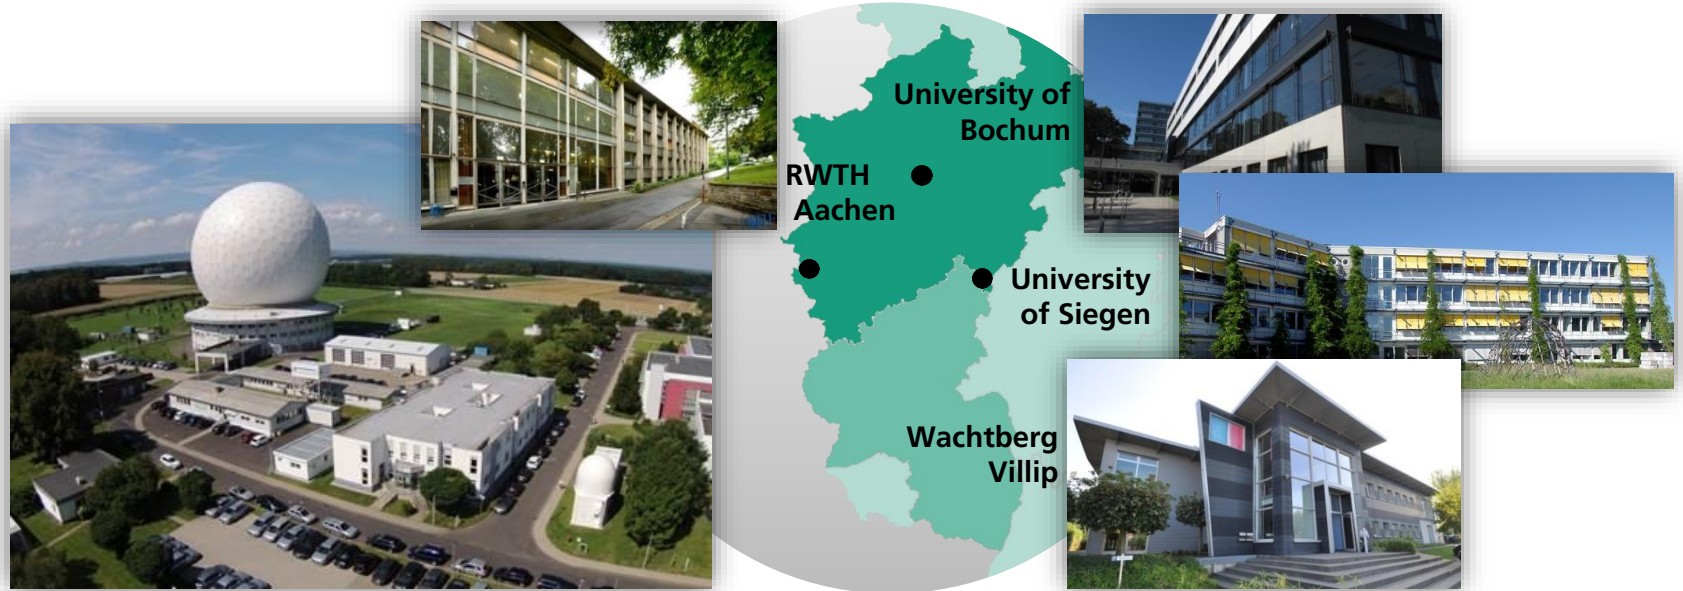 University of
Bochum
RWTH
Aachen
University
of Siegen
Wachtberg
Villip